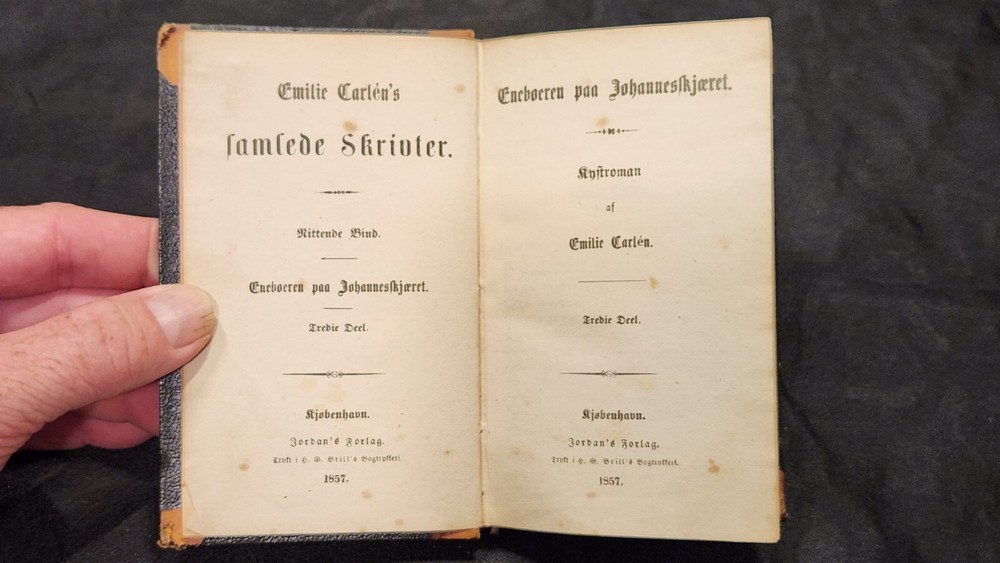 Emilie Carlén's
samlede Skrivter.
Nittende Bind.
Eneboeren paa Johannesskjæret.
Tredie Deel.
Kjøbenhavn.
Jordan's Forlag.
Trykt i H. G. Brill's Bogtrykkeri.
1857.
Eneboeren paa Johannesskjæret.
Kystroman
af
Emilie Carlén.
Tredie Deel.
Kjøbenhavn.
Jordan's Forlag.
Trykt i H. G. Brill's Bogtrykkeri.
1857.